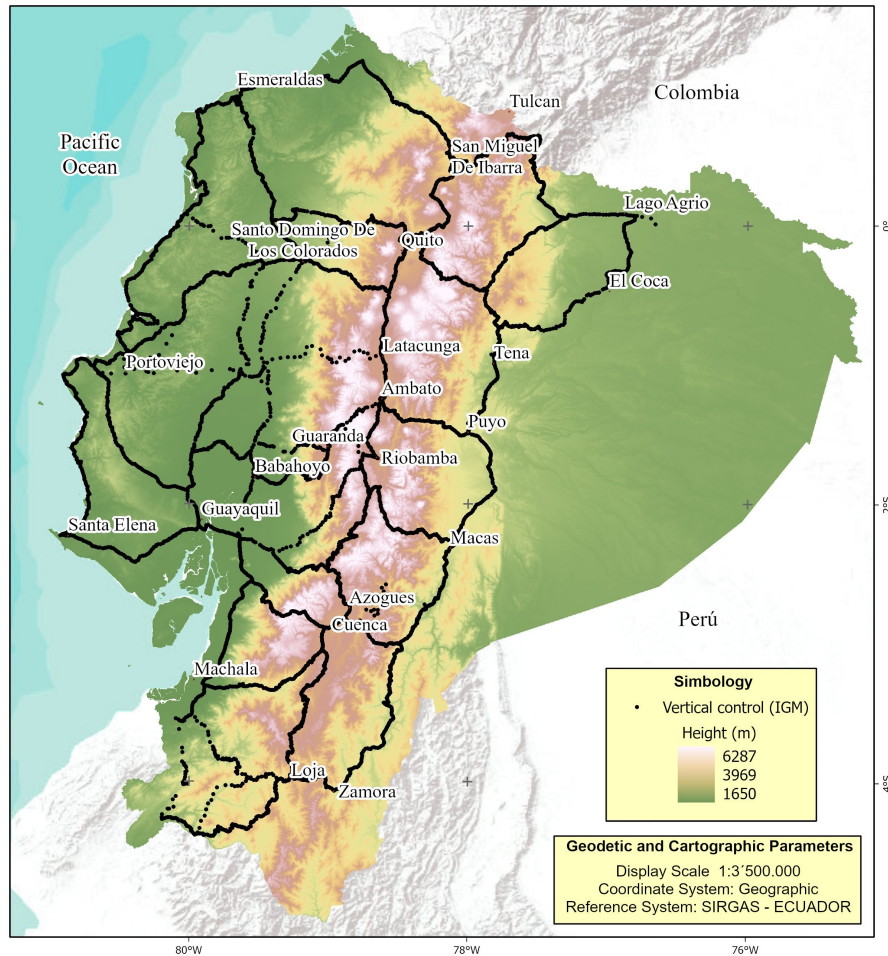 Esmeraldas
Tulcan
Colombia
Pacific
Ocean
San Miguel
De Ibarra
Lago Agrio
Santo Domingo De
Los Colorados
Quito
0°
El Coca
Latacunga
Tena
Portoviejo
Ambato
Puyo
Guaranda
Riobamba
Babahoyo
Guayaquil
2°S
Santa Elena
Macas
Azogues
Cuenca
Perú
Machala
Simbology
Vertical control (IGM)
Height (m)
6287
3969
1650
Loja
Zamora
4°S
Geodetic and Cartographic Parameters
Display Scale 1:3´500.000
Coordinate System: Geographic
Reference System: SIRGAS - ECUADOR
80°W
78°W
76°W